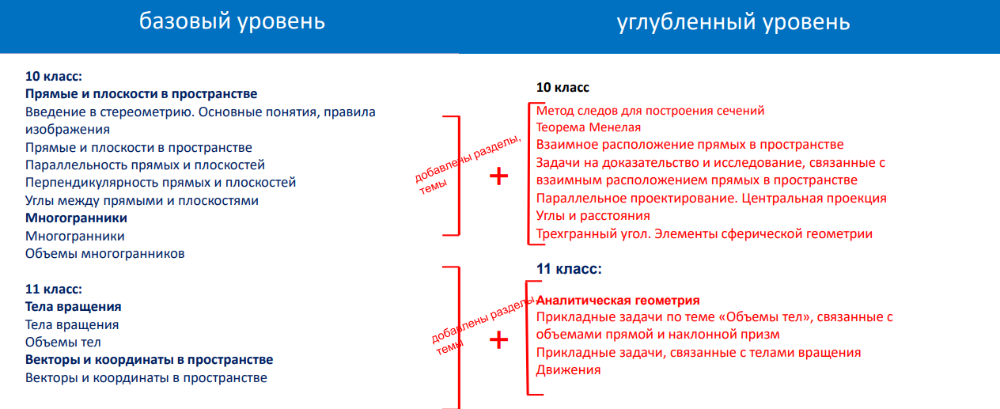 базовый уровень
углубленный уровень
10 класс:
Прямые и плоскости в пространстве
Введение в стереометрию. Основные понятия, правила
изображения
Прямые и плоскости в пространстве
Параллельность прямых и плоскостей
Перпендикулярность прямых и плоскостей
Углы между прямыми и плоскостями
Многогранники
Многогранники
Объемы многогранников
11 класс:
Тела вращения
Тела вращения
Объемы тел
Векторы и координаты в пространстве
Векторы и координаты в пространстве
добавлены разделы,
темы
+
добавлены разделы,
темы
+
10 класс
Метод следов для построения сечений
Теорема Менелая
Взаимное расположение прямых в пространстве
Задачи на доказательство и исследование, связанные с
взаимным расположением прямых в пространстве
Параллельное проектирование. Центральная проекция
Углы и расстояния
Трехгранный угол. Элементы сферической геометрии
11 класс:
Аналитическая геометрия
Прикладные задачи по теме «Объемы тел», связанные с
объемами прямой и наклонной призм
Прикладные задачи, связанные с телами вращения
Движения